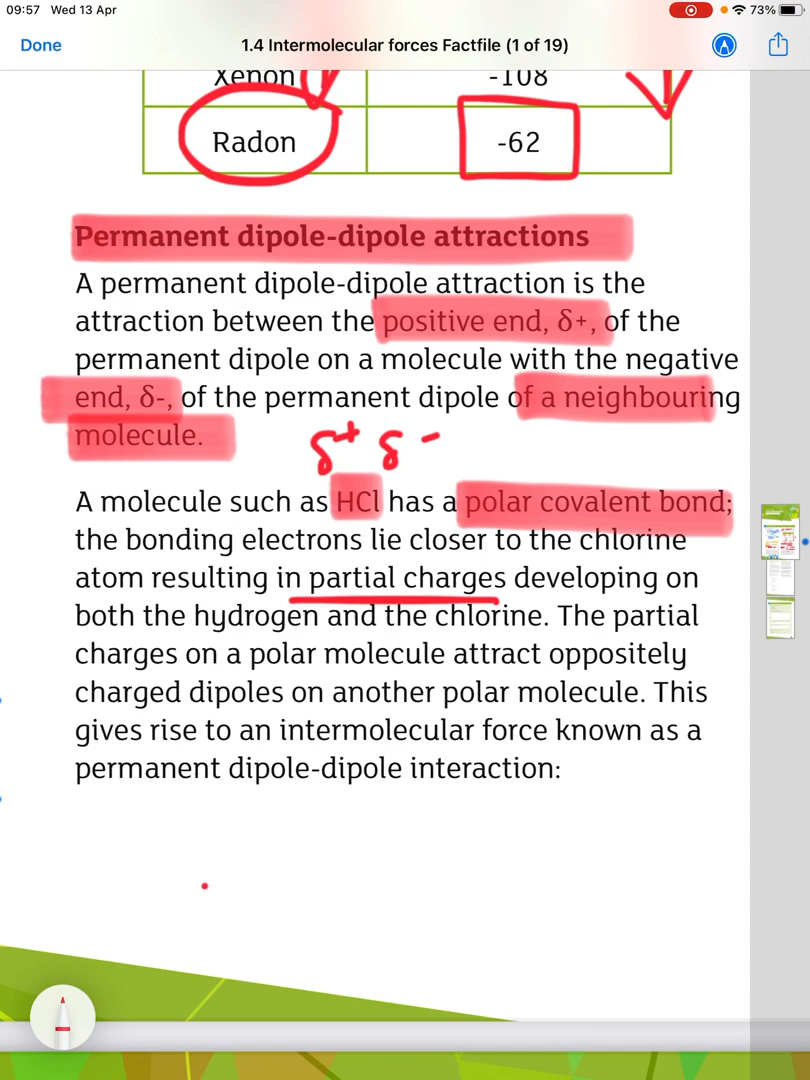 09:57 Wed 13 Apr 73%
Done 1.4 Intermolecular forces Factfile (1 of 19)
Xenon -108
Radon -62
Permanent dipole-dipole attractions
A permanent dipole-dipole attraction is the
attraction between the positive end, δ+, of the
permanent dipole on a molecule with the negative
end, δ-, of the permanent dipole of a neighbouring
molecule.
δ+ δ-
A molecule such as HCl has a polar covalent bond;
the bonding electrons lie closer to the chlorine
atom resulting in partial charges developing on
both the hydrogen and the chlorine. The partial
charges on a polar molecule attract oppositely
charged dipoles on another polar molecule. This
gives rise to an intermolecular force known as a
permanent dipole-dipole interaction: